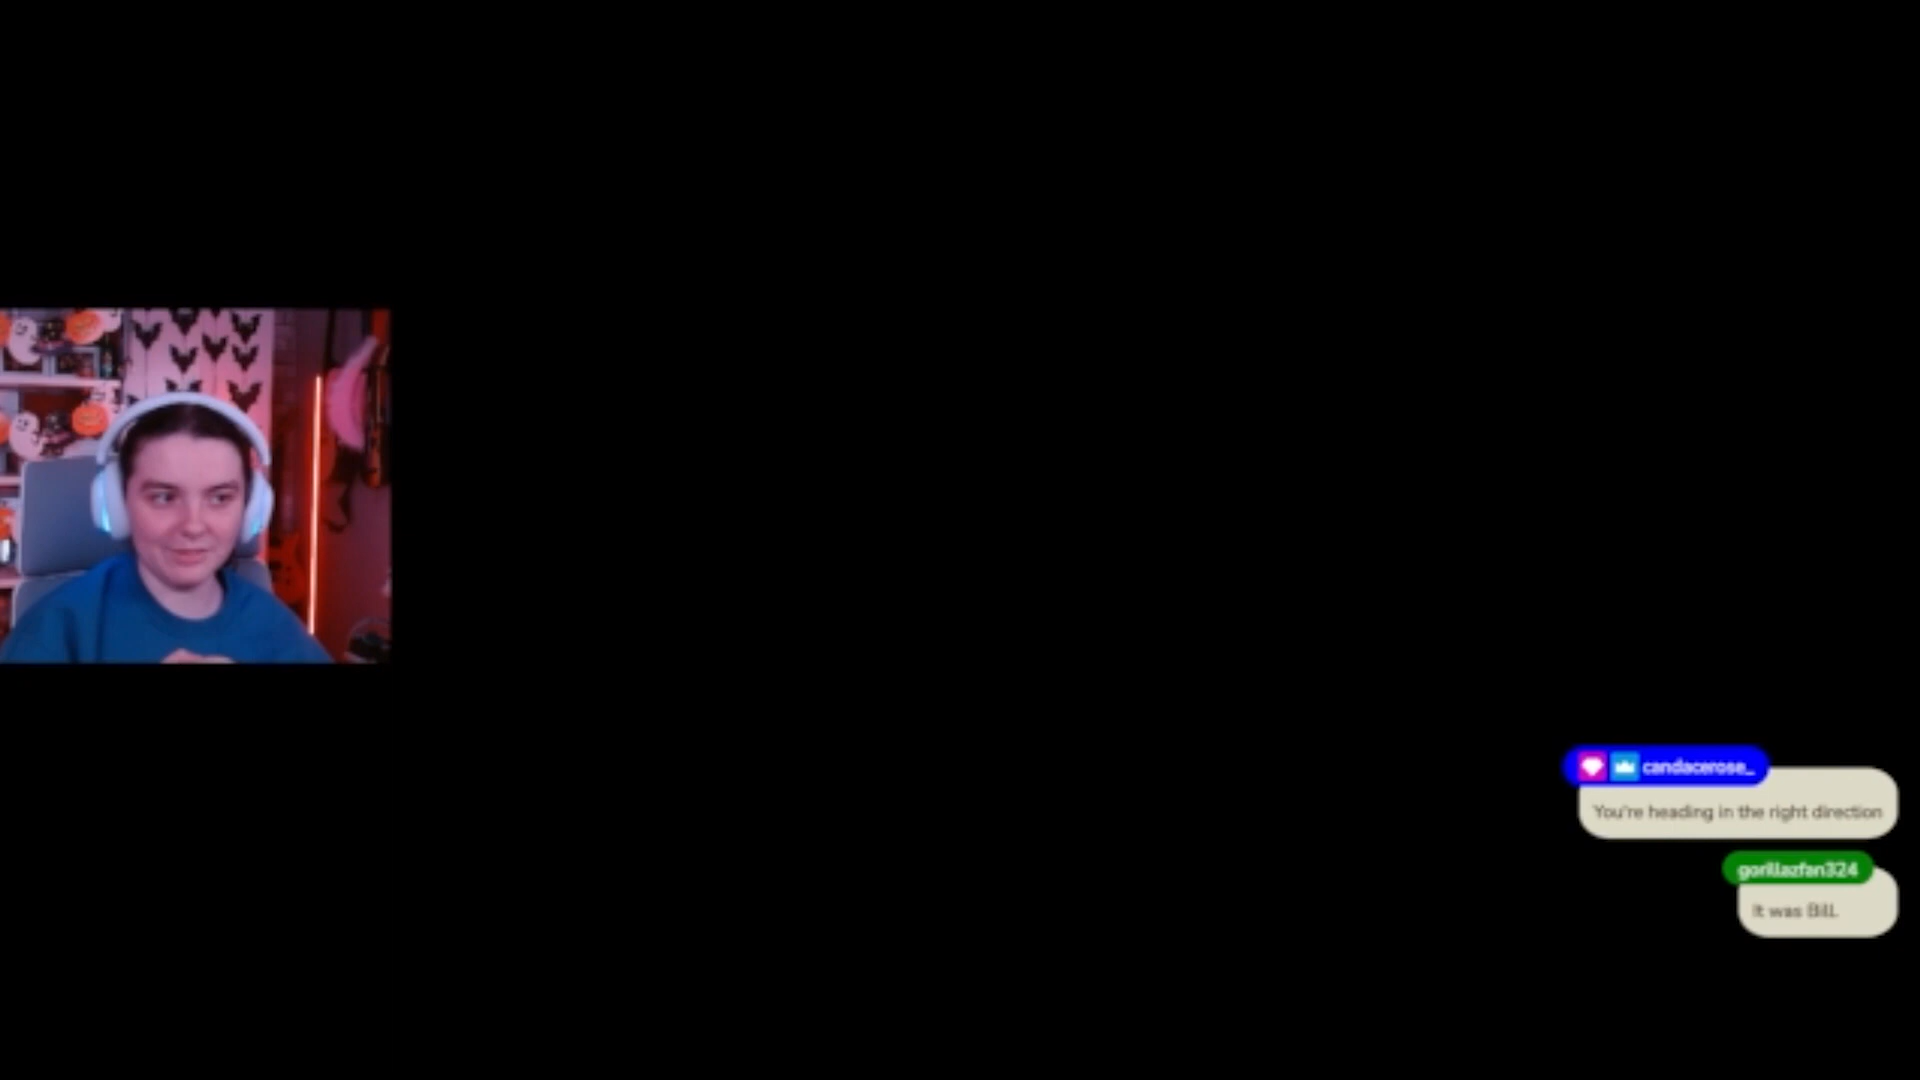 candacerose_
You're heading in the right direction
gorillazfan324
It was Bill.